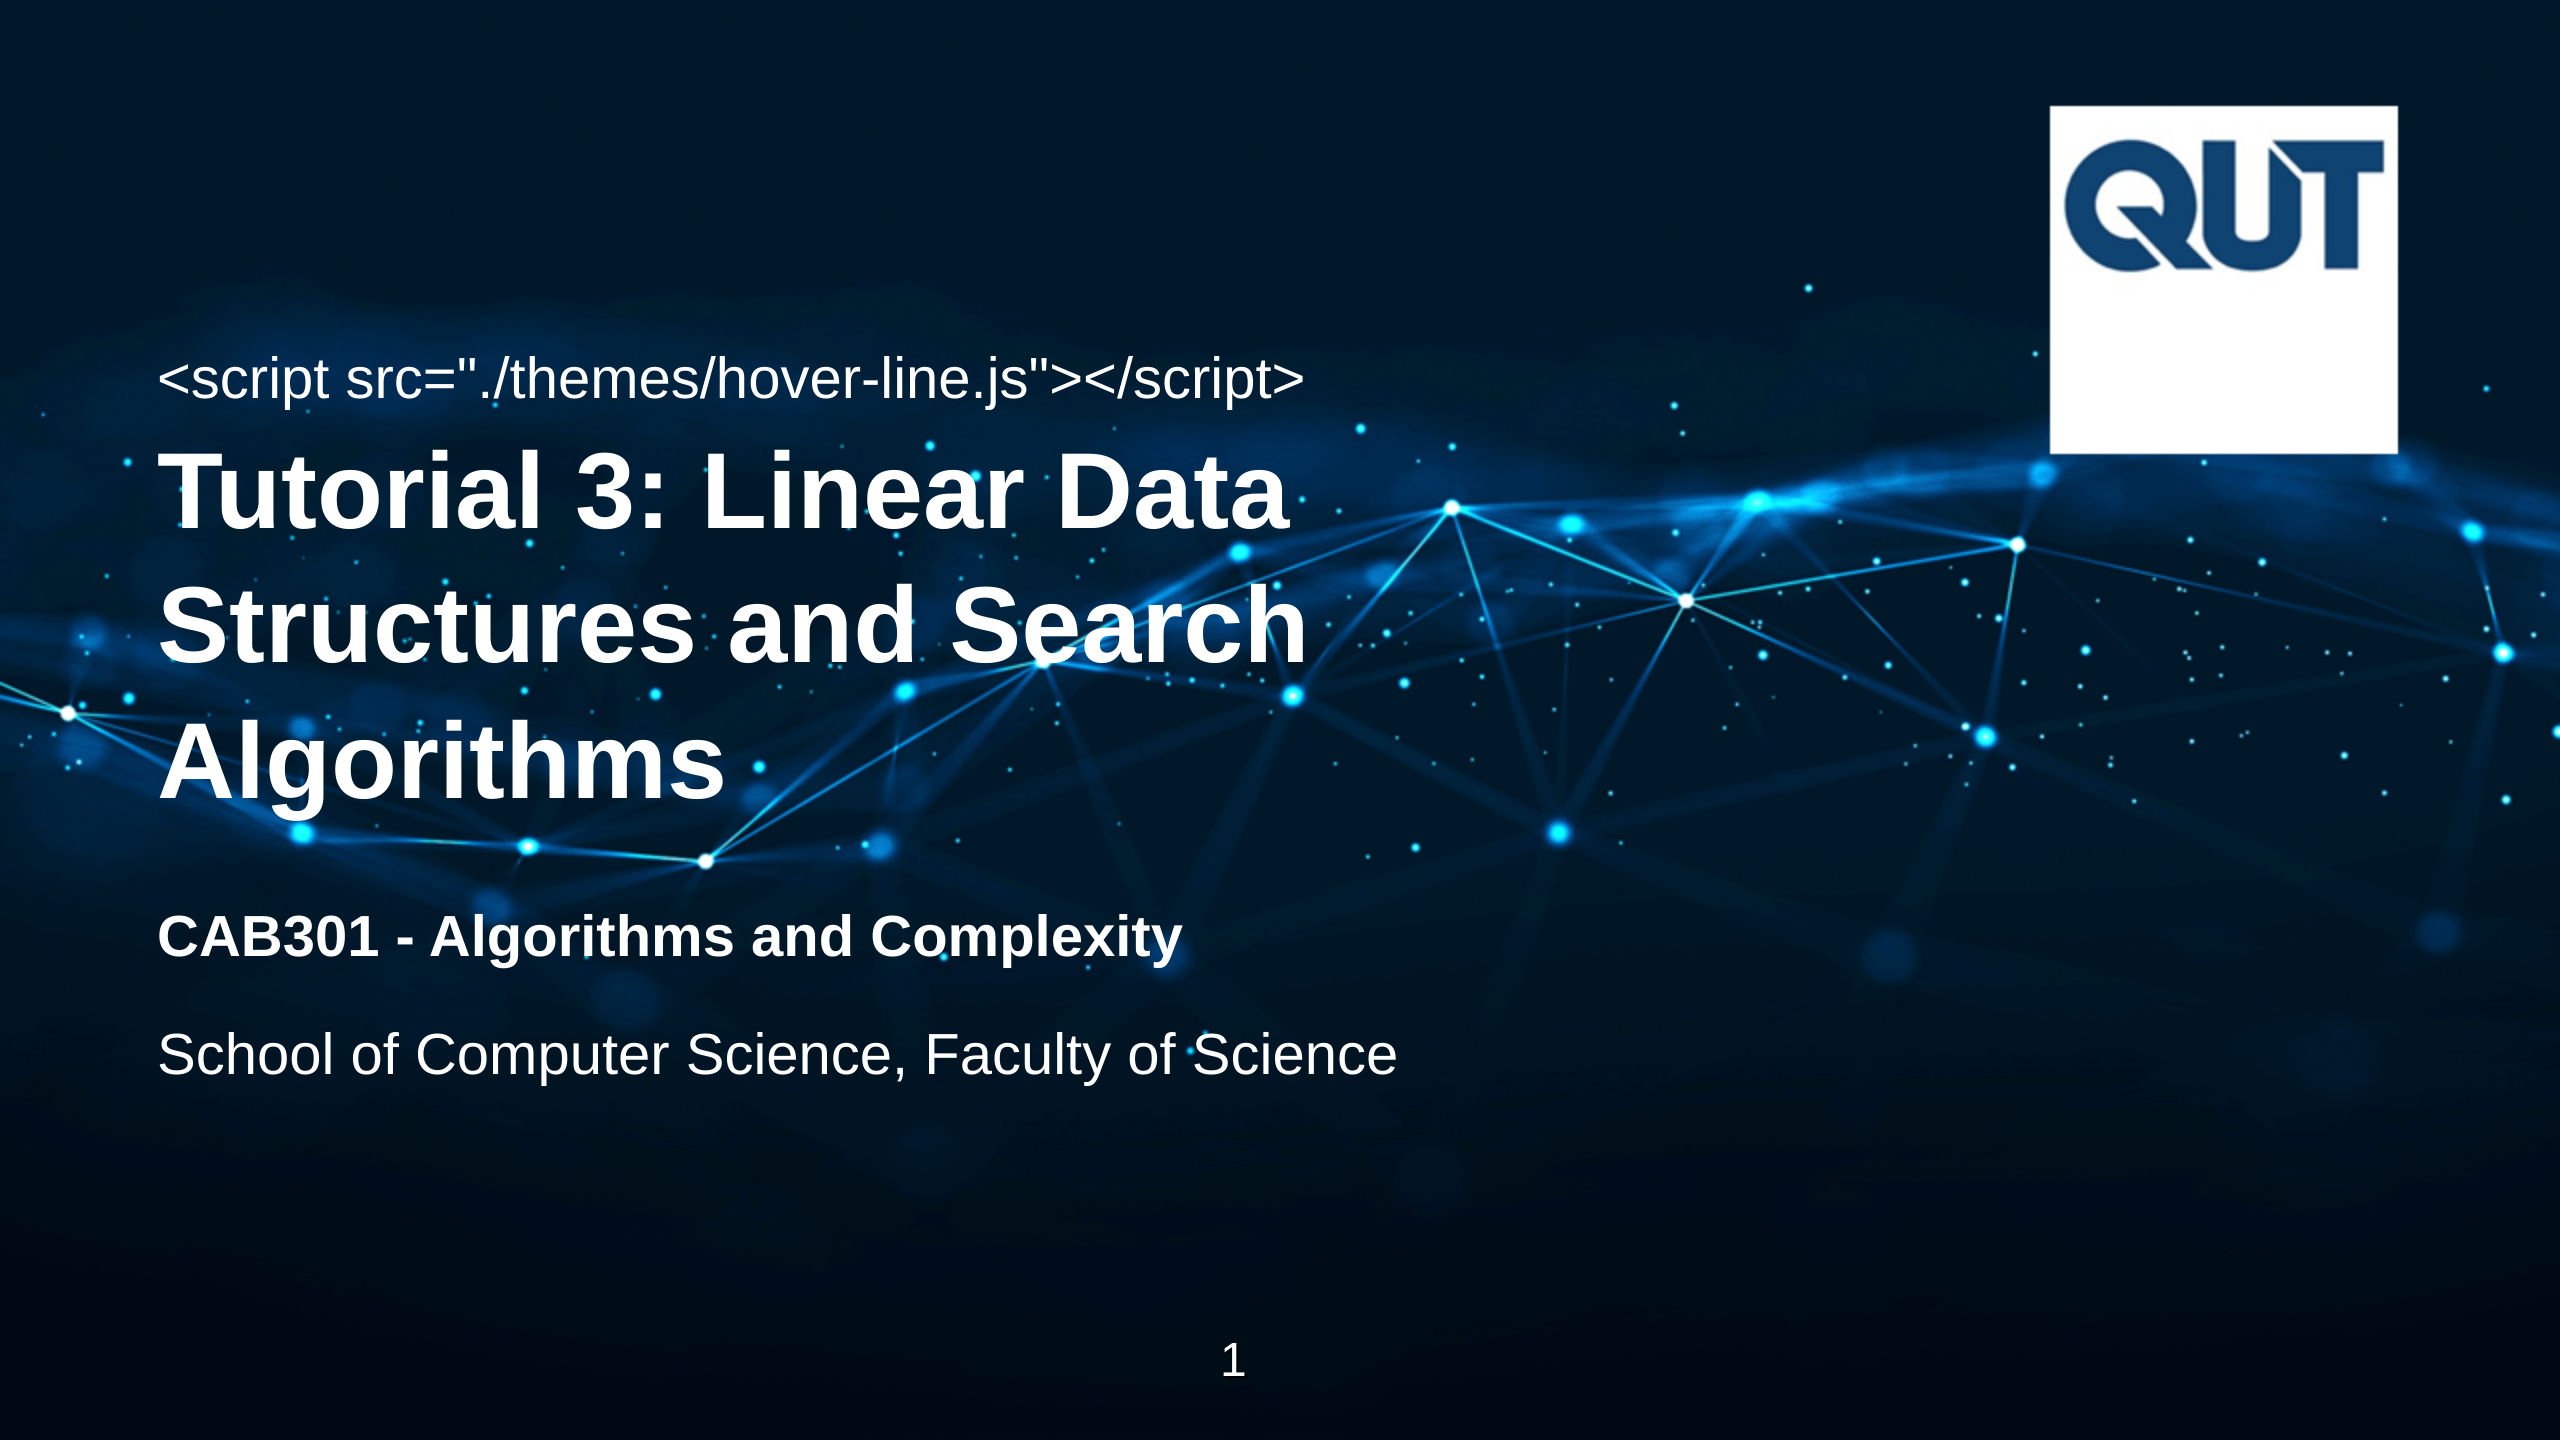 QUT
<script src="./themes/hover-line.js"></script>
Tutorial 3: Linear Data
Structures and Search
Algorithms
CAB301 - Algorithms and Complexity
School of Computer Science, Faculty of Science
1